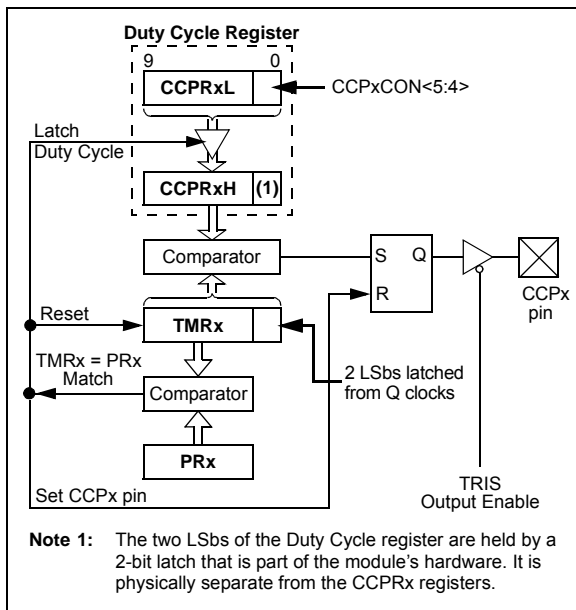 Duty Cycle Register
9 0
CCPRxL
CCPxCON<5:4>
Latch
Duty Cycle
CCPRxH (1)
Comparator
S Q
R
CCPx
pin
Reset
TMRx
TMRx = PRx
Match
2 LSbs latched
from Q clocks
Comparator
PRx
Set CCPx pin
TRIS
Output Enable
Note 1: The two LSbs of the Duty Cycle register are held by a
2-bit latch that is part of the module's hardware. It is
physically separate from the CCPRx registers.